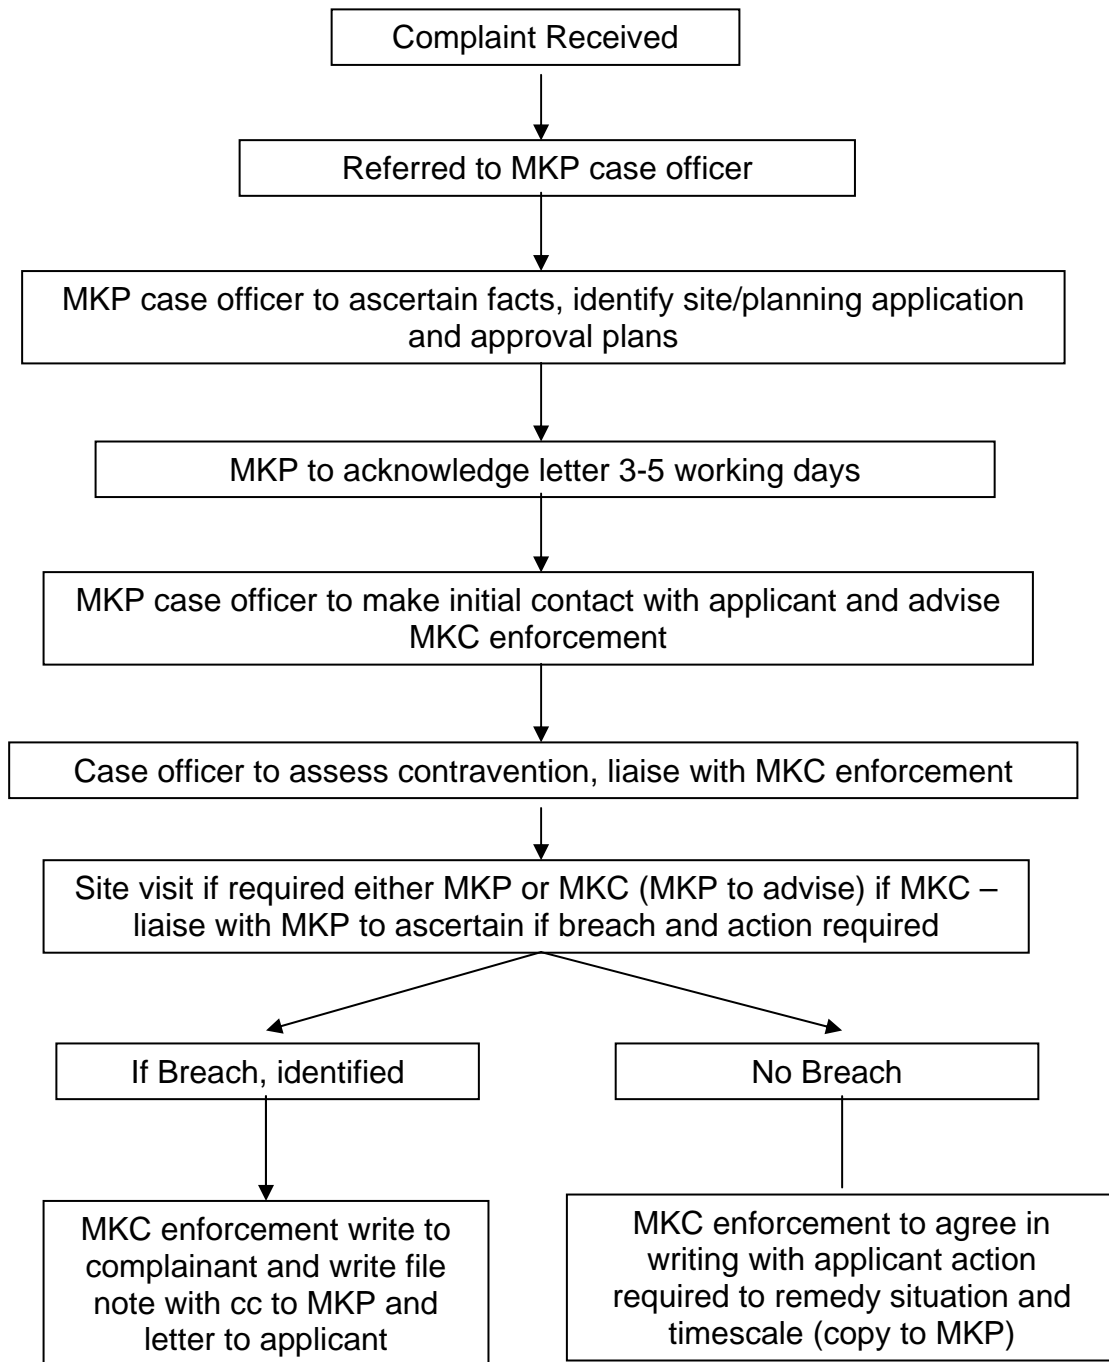 Complaint Received
Referred to MKP case officer
MKP case officer to ascertain facts, identify site/planning application
and approval plans
MKP to acknowledge letter 3-5 working days
MKP case officer to make initial contact with applicant and advise
MKC enforcement
Case officer to assess contravention, liaise with MKC enforcement
Site visit if required either MKP or MKC (MKP to advise) if MKC –
liaise with MKP to ascertain if breach and action required
If Breach, identified
No Breach
MKC enforcement write to
complainant and write file
note with cc to MKP and
letter to applicant
MKC enforcement to agree in
writing with applicant action
required to remedy situation and
timescale (copy to MKP)